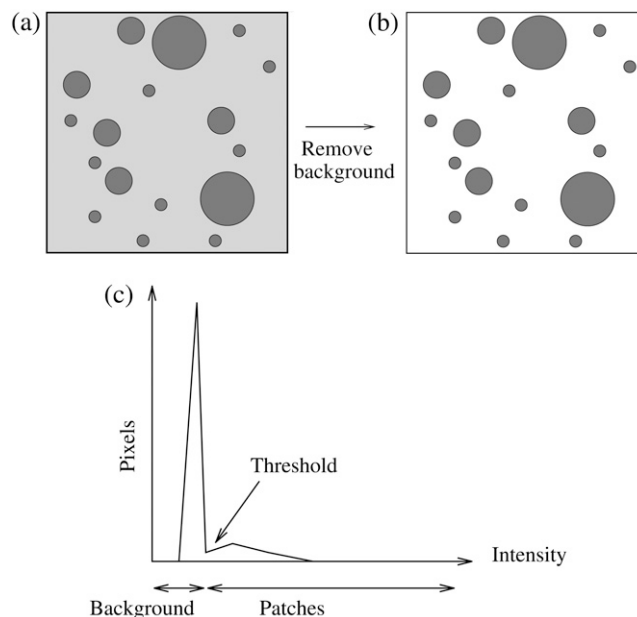 (a)
(b)
Remove
background
(c)
Pixels
Threshold
Intensity
Background
Patches